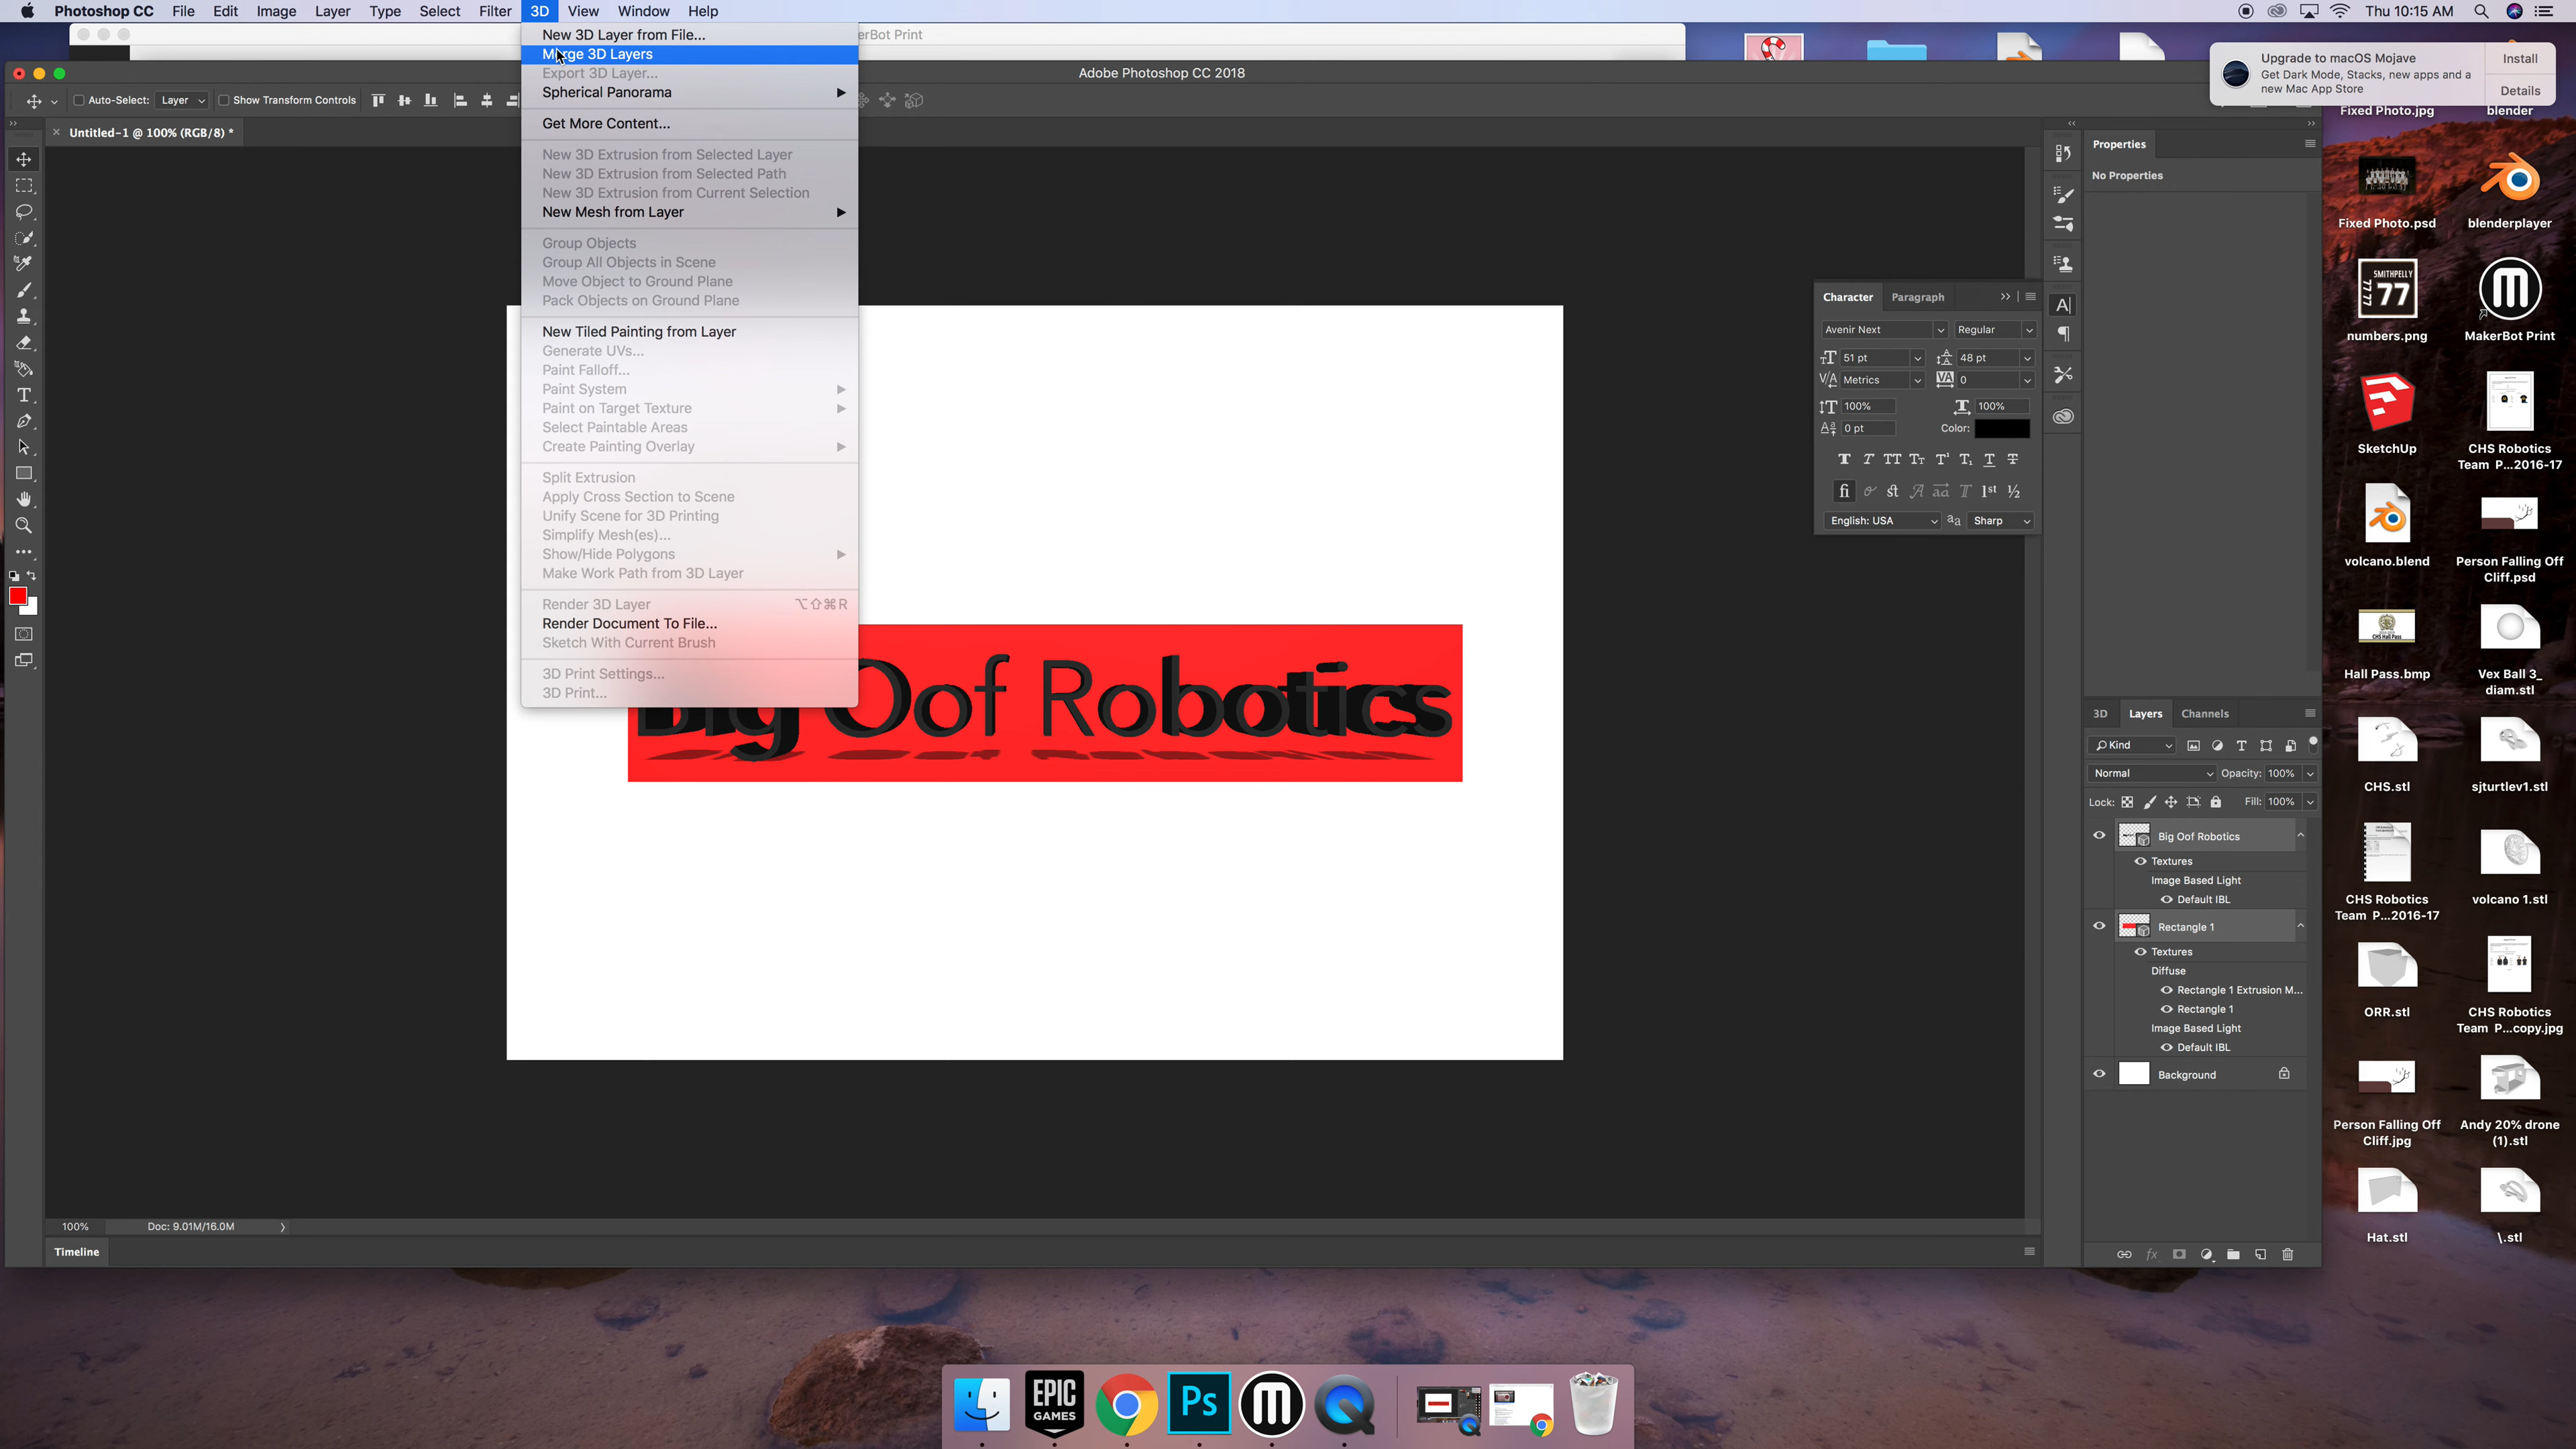 Photoshop CC File Edit Image Layer Type Select Filter 3D View Window Help
Thu 10:15 AM
erBot Print
Adobe Photoshop CC 2018
Auto-Select: Layer Show Transform Controls
Untitled-1 @ 100% (RGB/8) *
New 3D Layer from File...
Merge 3D Layers
Export 3D Layer...
Spherical Panorama
Get More Content...
New 3D Extrusion from Selected Layer
New 3D Extrusion from Selected Path
New 3D Extrusion from Current Selection
New Mesh from Layer
Group Objects
Group All Objects in Scene
Move Object to Ground Plane
Pack Objects on Ground Plane
New Tiled Painting from Layer
Generate UVs...
Paint Falloff...
Paint System
Paint on Target Texture
Select Paintable Areas
Create Painting Overlay
Split Extrusion
Apply Cross Section to Scene
Unify Scene for 3D Printing
Simplify Mesh(es)...
Show/Hide Polygons
Make Work Path from 3D Layer
Render 3D Layer ⌥⇧⌘R
Render Document To File...
Sketch With Current Brush
3D Print Settings...
3D Print...
Big Oof Robotics
Character Paragraph
Avenir Next Regular
51 pt 48 pt
Metrics 0
100% 100%
0 pt Color:
English: USA Sharp
Properties
No Properties
3D Layers Channels
Kind
Normal Opacity: 100%
Lock: Fill: 100%
Big Oof Robotics
Textures
Image Based Light
Default IBL
Rectangle 1
Textures
Diffuse
Rectangle 1 Extrusion M...
Rectangle 1
Image Based Light
Default IBL
Background
100% Doc: 9.01M/16.0M
Timeline
Upgrade to macOS Mojave
Get Dark Mode, Stacks, new apps and a
new Mac App Store
Install
Details
Fixed Photo.jpg blender
Fixed Photo.psd blenderplayer
SMITHPELLY
77
numbers.png MakerBot Print
SketchUp
CHS Robotics
Team P...2016-17
volcano.blend
Person Falling Off
Cliff.psd
CHS Hall Pass
Hall Pass.bmp
Vex Ball 3_
diam.stl
CHS.stl sjturtlev1.stl
CHS Robotics
Team P...2016-17
volcano 1.stl
ORR.stl
CHS Robotics
Team P...copy.jpg
Person Falling Off
Cliff.jpg
Andy 20% drone
(1).stl
Hat.stl \.stl
EPIC
GAMES
Ps